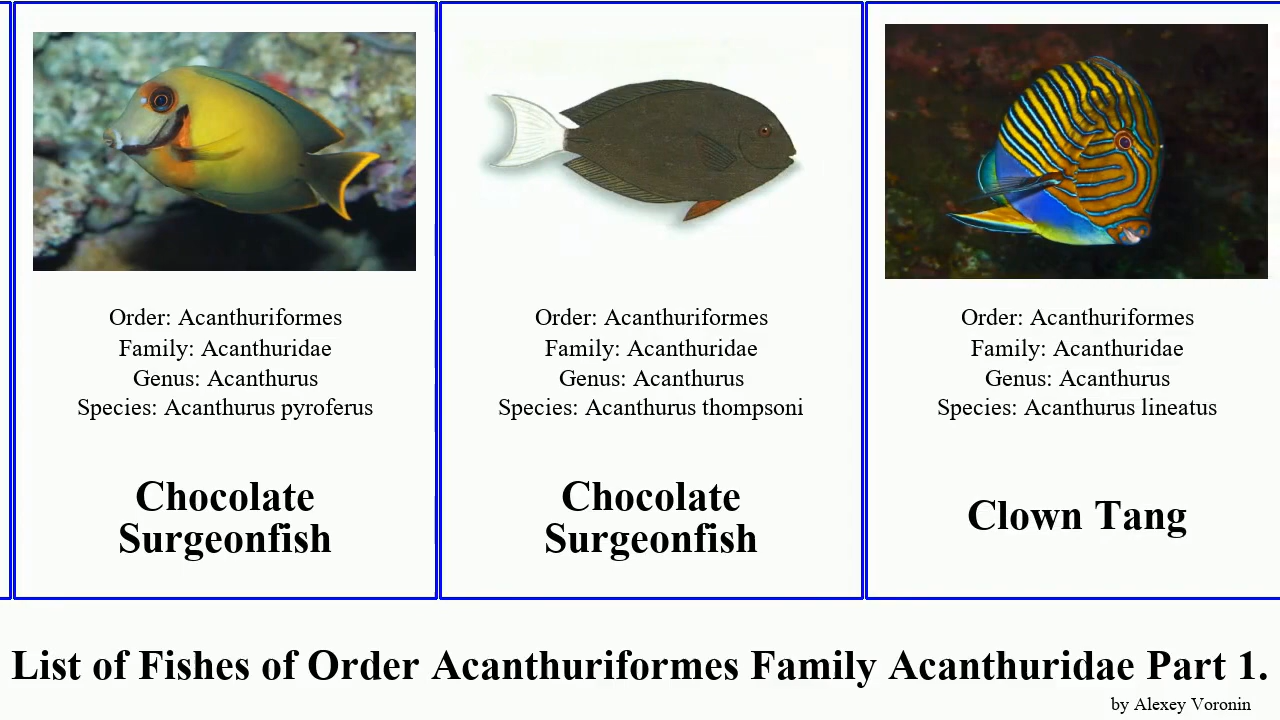 Order: Acanthuriformes
Family: Acanthuridae
Genus: Acanthurus
Species: Acanthurus pyroferus
Chocolate
Surgeonfish
Order: Acanthuriformes
Family: Acanthuridae
Genus: Acanthurus
Species: Acanthurus thompsoni
Chocolate
Surgeonfish
Order: Acanthuriformes
Family: Acanthuridae
Genus: Acanthurus
Species: Acanthurus lineatus
Clown Tang
List of Fishes of Order Acanthuriformes Family Acanthuridae Part 1.
by Alexey Voronin